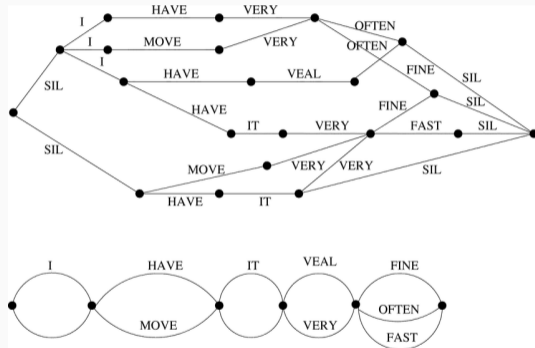 HAVE VERY
I OFTEN
I MOVE VERY OFTEN
I HAVE VEAL FINE SIL
SIL HAVE FINE SIL
IT VERY FAST SIL
SIL MOVE VERY VERY SIL
HAVE IT
I HAVE IT VEAL FINE
OFTEN
MOVE VERY FAST